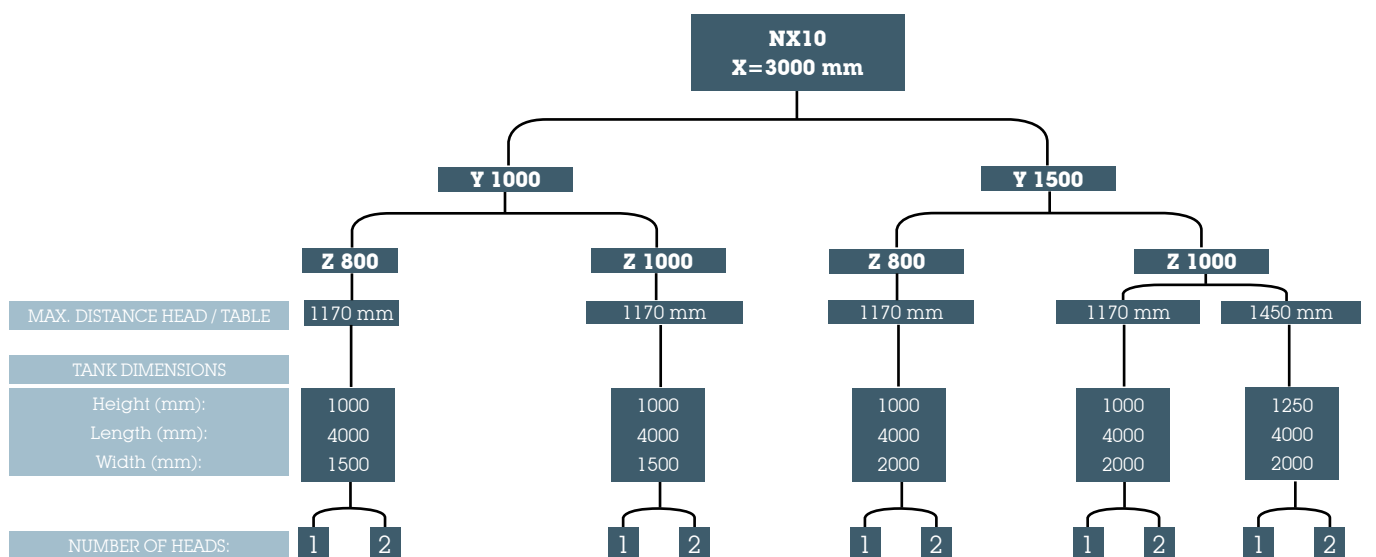 NX10
X=3000 mm
Y 1000 Y 1500
Z 800 Z 1000 Z 800 Z 1000
MAX. DISTANCE HEAD / TABLE 1170 mm 1170 mm 1170 mm 1170 mm 1450 mm
TANK DIMENSIONS
Height (mm): 1000 1000 1000 1000 1250
Length (mm): 4000 4000 4000 4000 4000
Width (mm): 1500 1500 2000 2000 2000
NUMBER OF HEADS: 1 2 1 2 1 2 1 2 1 2